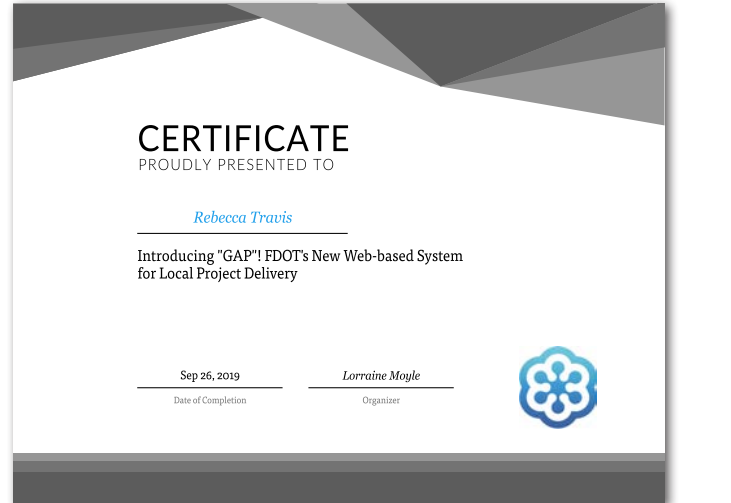 CERTIFICATE
PROUDLY PRESENTED TO
Rebecca Travis
Introducing "GAP"! FDOT's New Web-based System
for Local Project Delivery
Sep 26, 2019
Lorraine Moyle
Date of Completion
Organizer